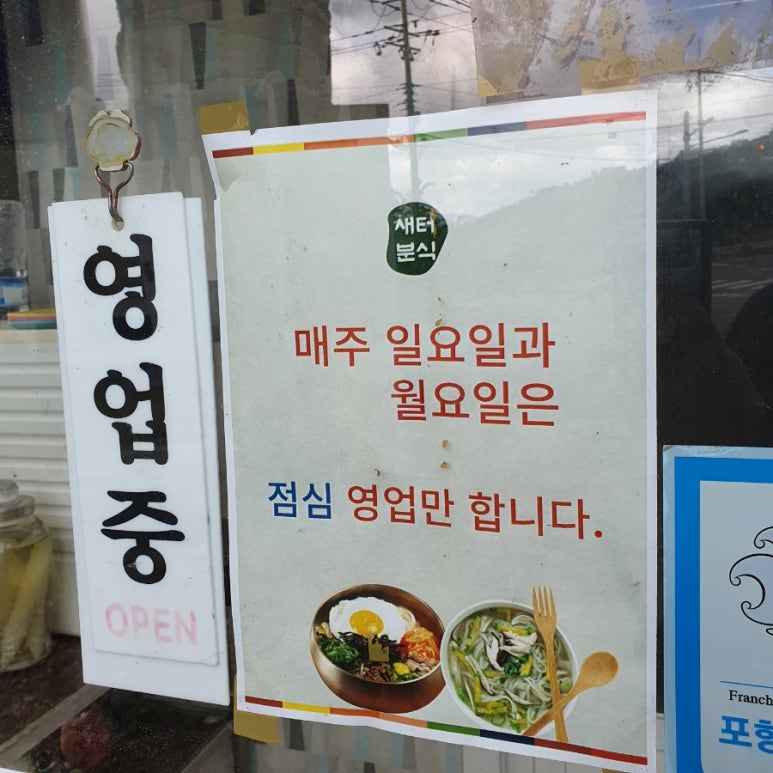 영업중
OPEN
새터
분식
매주 일요일과
월요일은
점심 영업만 합니다.
Franch
포항